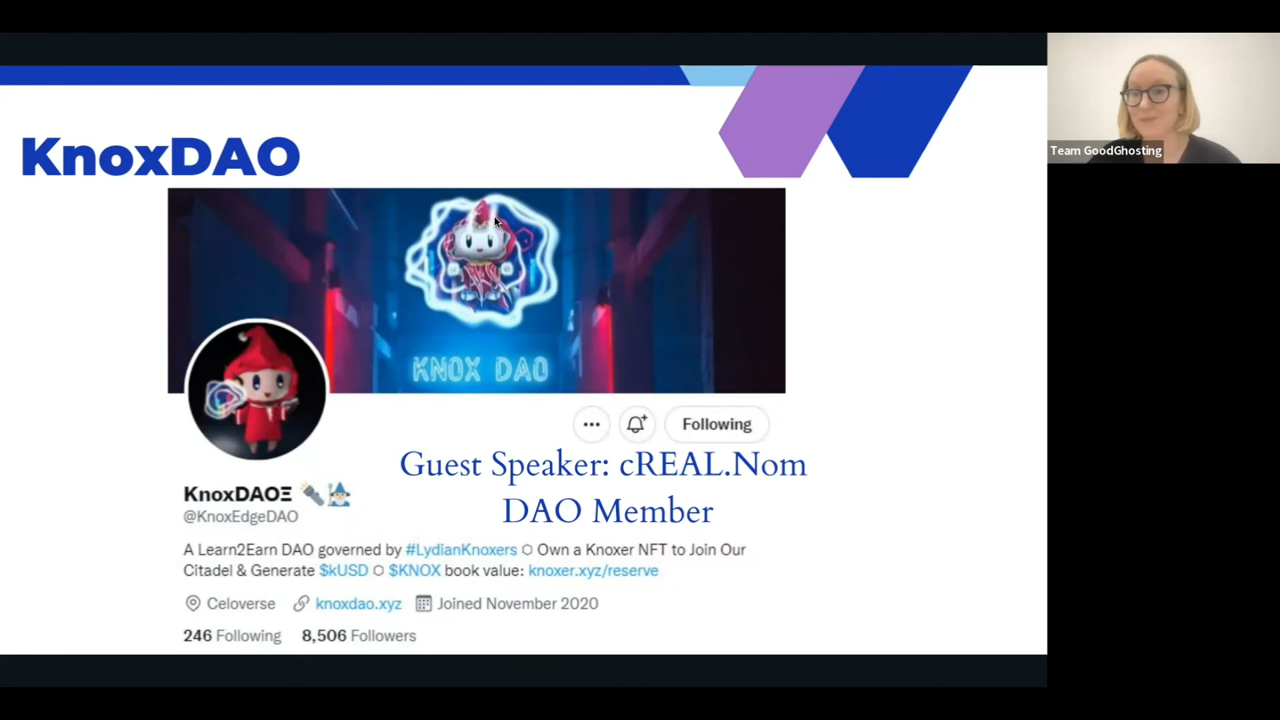 KnoxDAO
Team GoodGhosting
KNOX DAO
Following
Guest Speaker: cREAL.Nom
DAO Member
KnoxDAOΞ
@KnoxEdgeDAO
A Learn2Earn DAO governed by #LydianKnoxers ⬡ Own a Knoxer NFT to Join Our
Citadel & Generate $kUSD ⬡ $KNOX book value: knoxer.xyz/reserve
Celoverse knoxdao.xyz Joined November 2020
246 Following 8,506 Followers